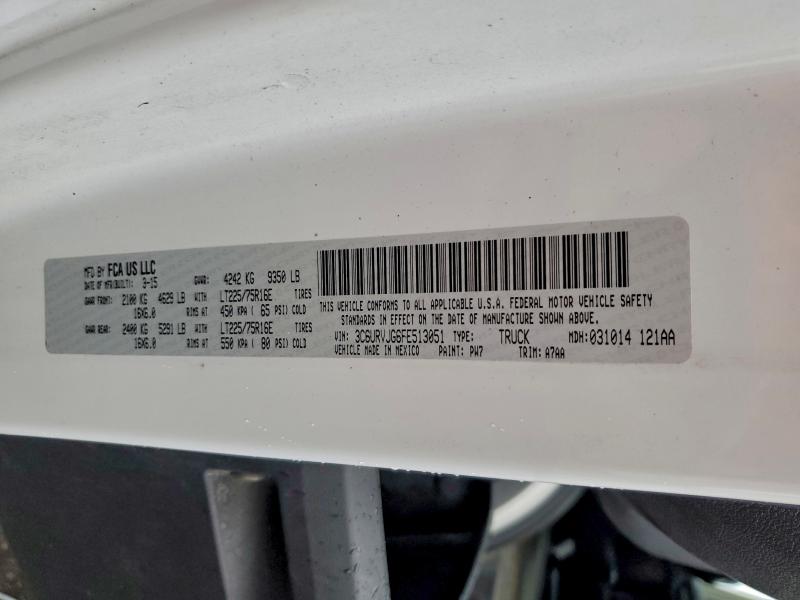 MFD BY FCA US LLC
DATE OF MFR(BUILT): 3-15 GVWR: 4242 KG 9350 LB
GAWR FRONT: 2100 KG 4629 LB WITH LT225/75R16E TIRES
16X6.0 RIMS AT 450 KPA ( 65 PSI) COLD
GAWR REAR: 2400 KG 5291 LB WITH LT225/75R16E TIRES
16X6.0 RIMS AT 550 KPA ( 80 PSI) COLD
THIS VEHICLE CONFORMS TO ALL APPLICABLE U.S.A. FEDERAL MOTOR VEHICLE SAFETY
STANDARDS IN EFFECT ON THE DATE OF MANUFACTURE SHOWN ABOVE.
VIN: 3C6URVJG6FE513051 TYPE: TRUCK MDH: 031014 121AA
VEHICLE MADE IN MEXICO PAINT: PW7 TRIM: A7AA